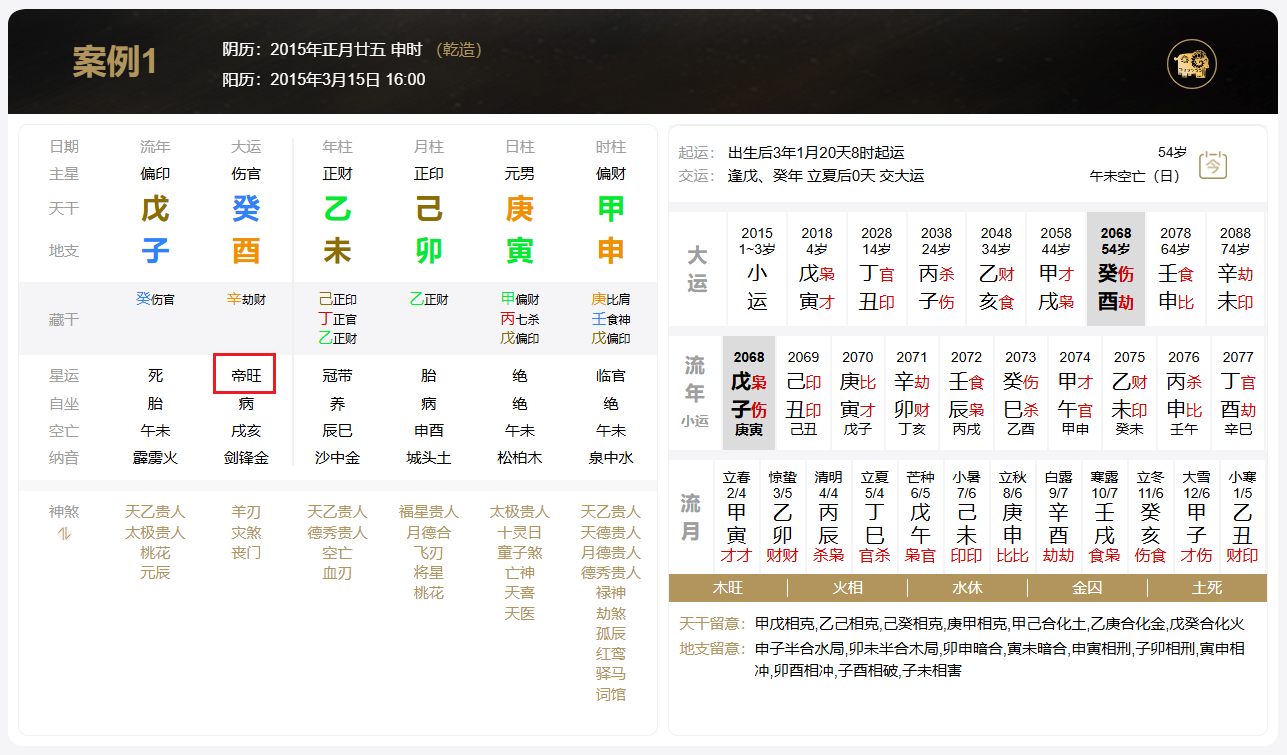 案例1
阴历：2015年正月廿五 申时 （乾造）
阳历：2015年3月15日 16:00
日期 流年 大运 年柱 月柱 日柱 时柱
主星 偏印 伤官 正财 正印 元男 偏财
天干 戊 癸 乙 己 庚 甲
地支 子 酉 未 卯 寅 申
藏干
癸伤官 辛劫财 己正印 乙正财 甲偏财 庚比肩
丁正官 丙七杀 壬食神
乙正财 戊偏印 戊偏印
星运 死 帝旺 冠带 胎 绝 临官
自坐 胎 病 养 病 绝 绝
空亡 午未 戌亥 辰巳 申酉 午未 午未
纳音 霹雳火 剑锋金 沙中金 城头土 松柏木 泉中水
神煞 天乙贵人 羊刃 天乙贵人 福星贵人 太极贵人 天乙贵人
太极贵人 灾煞 德秀贵人 月德合 十灵日 天德贵人
桃花 丧门 空亡 飞刃 童子煞 月德贵人
元辰 血刃 将星 亡神 德秀贵人
桃花 天喜 禄神
天医 劫煞
孤辰
红鸾
驿马
词馆
起运： 出生后3年1月20天8时起运 54岁
交运： 逢戊、癸年 立夏后0天 交大运 午未空亡（日）
今
大运
2015 2018 2028 2038 2048 2058 2068 2078 2088
1~3岁 4岁 14岁 24岁 34岁 44岁 54岁 64岁 74岁
小 戊枭 丁官 丙杀 乙财 甲才 癸伤 壬食 辛劫
运 寅才 丑印 子伤 亥食 戌枭 酉劫 申比 未印
流年
小运
2068 2069 2070 2071 2072 2073 2074 2075 2076 2077
戊枭 己印 庚比 辛劫 壬食 癸伤 甲才 乙财 丙杀 丁官
子伤 丑印 寅才 卯财 辰枭 巳杀 午官 未印 申比 酉劫
庚寅 己丑 戊子 丁亥 丙戌 乙酉 甲申 癸未 壬午 辛巳
流月
立春 惊蛰 清明 立夏 芒种 小暑 立秋 白露 寒露 立冬 大雪 小寒
2/4 3/5 4/4 5/4 6/5 7/6 8/6 9/7 10/7 11/6 12/6 1/5
甲 乙 丙 丁 戊 己 庚 辛 壬 癸 甲 乙
寅 卯 辰 巳 午 未 申 酉 戌 亥 子 丑
才才 财财 杀枭 官杀 枭官 印印 比比 劫劫 食枭 伤食 才伤 财印
木旺 火相 水休 金囚 土死
天干留意： 甲戊相克,乙己相克,己癸相克,庚甲相克,甲己合化土,乙庚合化金,戊癸合化火
地支留意： 申子半合水局,卯未半合木局,卯申暗合,寅未暗合,申寅相刑,子卯相刑,寅申相
冲,卯酉相冲,子酉相破,子未相害